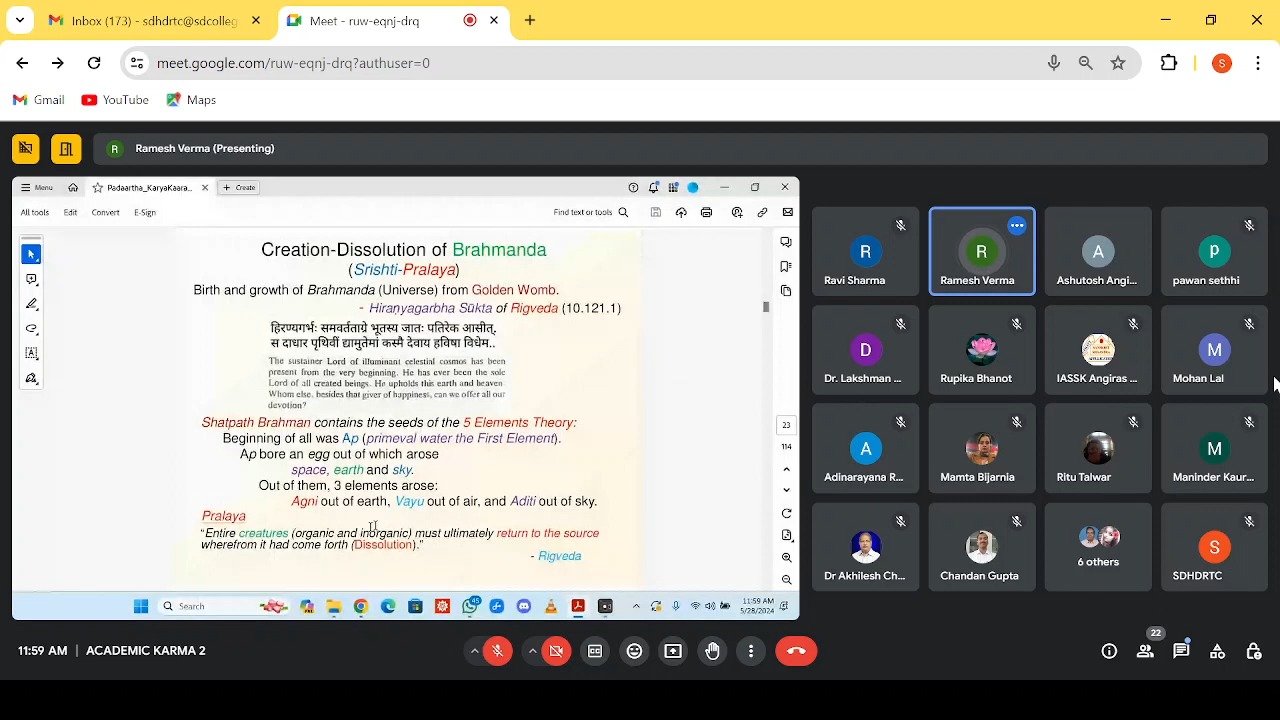 Inbox (173) - sdhdrtc@sdcolleg
Meet - ruw-eqnj-drq
meet.google.com/ruw-eqnj-drq?authuser=0
Gmail YouTube Maps
S
R Ramesh Verma (Presenting)
Menu Padaartha_KaryaKaara... + Create
All tools Edit Convert E-Sign Find text or tools
Creation-Dissolution of Brahmanda
(Srishti-Pralaya)
Birth and growth of Brahmanda (Universe) from Golden Womb.
- Hiraṇyagarbha Sūkta of Rigveda (10.121.1)
हिरण्यगर्भः समवर्तताग्रे भूतस्य जातः पतिरेक आसीत्.
स दाधार पृथिवीं द्यामुतेमां कस्मै देवाय हविषा विधेम..
The sustainer Lord of illuminant celestial cosmos has been
present from the very beginning. He has ever been the sole
Lord of all created beings. He upholds this earth and heaven
Whom else, besides that giver of happiness, can we offer all our
devotion?
Shatpath Brahman contains the seeds of the 5 Elements Theory:
Beginning of all was Ap (primeval water the First Element).
Ap bore an egg out of which arose
space, earth and sky.
Out of them, 3 elements arose:
Agni out of earth, Vayu out of air, and Aditi out of sky.
Pralaya
“Entire creatures (organic and inorganic) must ultimately return to the source
wherefrom it had come forth (Dissolution).”
- Rigveda
23
114
Search
45
11:59 AM
5/28/2024
R
Ravi Sharma
R
Ramesh Verma
A
Ashutosh Angi...
p
pawan setthi
D
Dr. Lakshman ...
Rupika Bhanot
IASSK Angiras ...
M
Mohan Lal
A
Adinarayana R...
Mamta Bijarnia
Ritu Talwar
M
Maninder Kaur...
Dr Akhilesh Ch...
Chandan Gupta
6 others
S
SDHDRTC
11:59 AM ACADEMIC KARMA 2
22